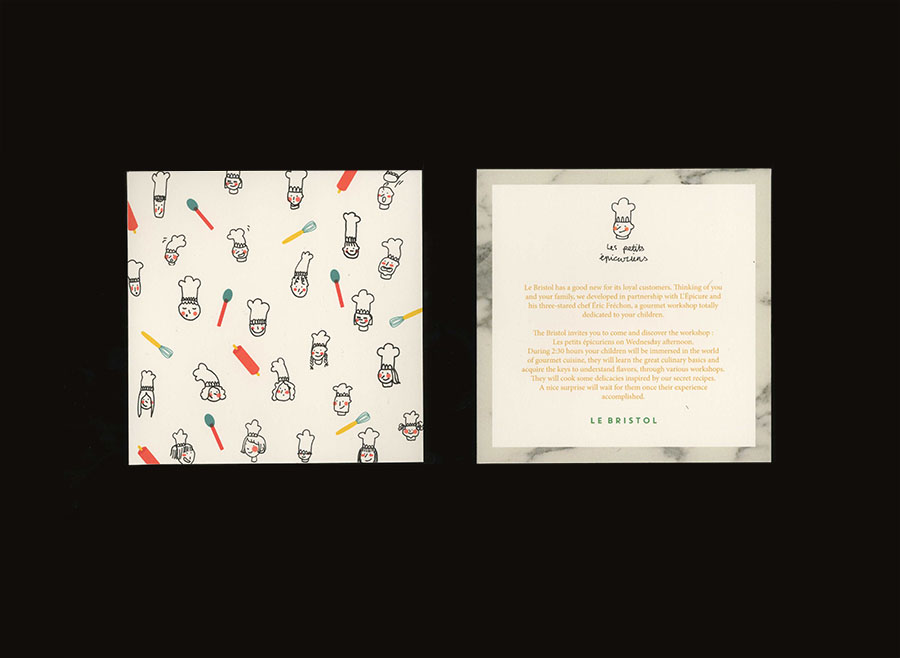 Les petits
épicuriens
Le Bristol has a good new for its loyal customers. Thinking of you
and your family, we developed in partnership with L'Épicure and
his three-stared chef Éric Fréchon, a gourmet workshop totally
dedicated to your children.
The Bristol invites you to come and discover the workshop :
Les petits épicuriens on Wednesday afternoon.
During 2:30 hours your children will be immersed in the world
of gourmet cuisine, they will learn the great culinary basics and
acquire the keys to understand flavors, through various workshops.
They will cook some delicacies inspired by our secret recipes.
A nice surprise will wait for them once their experience
accomplished.
LE BRISTOL